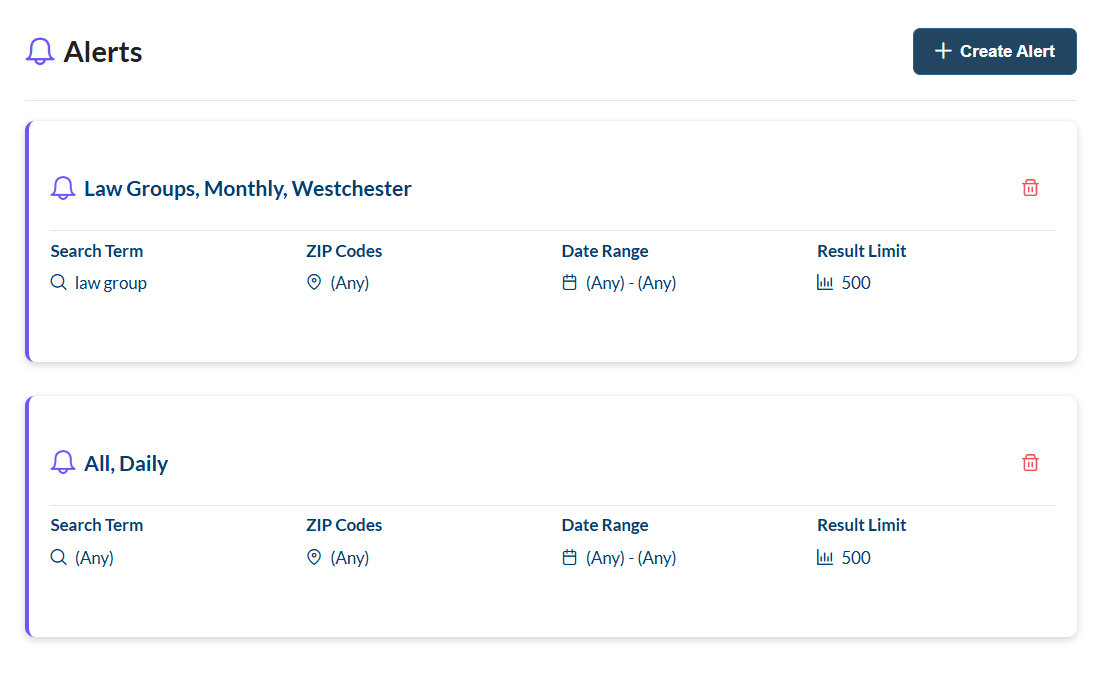 Alerts
Create Alert
Law Groups, Monthly, Westchester
Search Term ZIP Codes Date Range Result Limit
law group (Any) (Any) - (Any) 500
All, Daily
Search Term ZIP Codes Date Range Result Limit
(Any) (Any) (Any) - (Any) 500